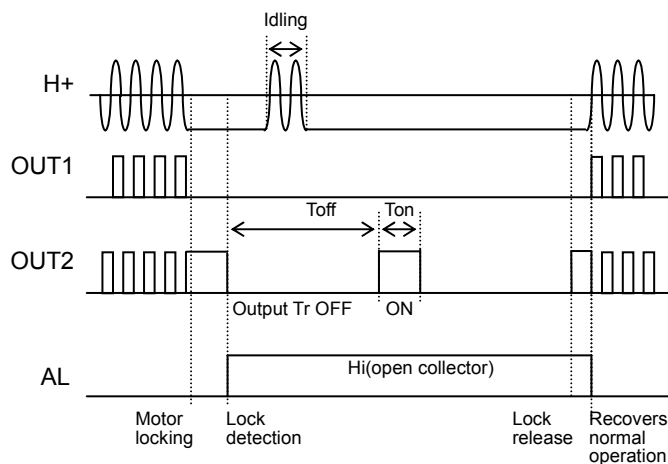 Idling
H+
OUT1
Toff
Ton
OUT2
Output Tr OFF
ON
Hi(open collector)
AL
Motor
locking
Lock
detection
Lock
release
Recovers
normal
operation